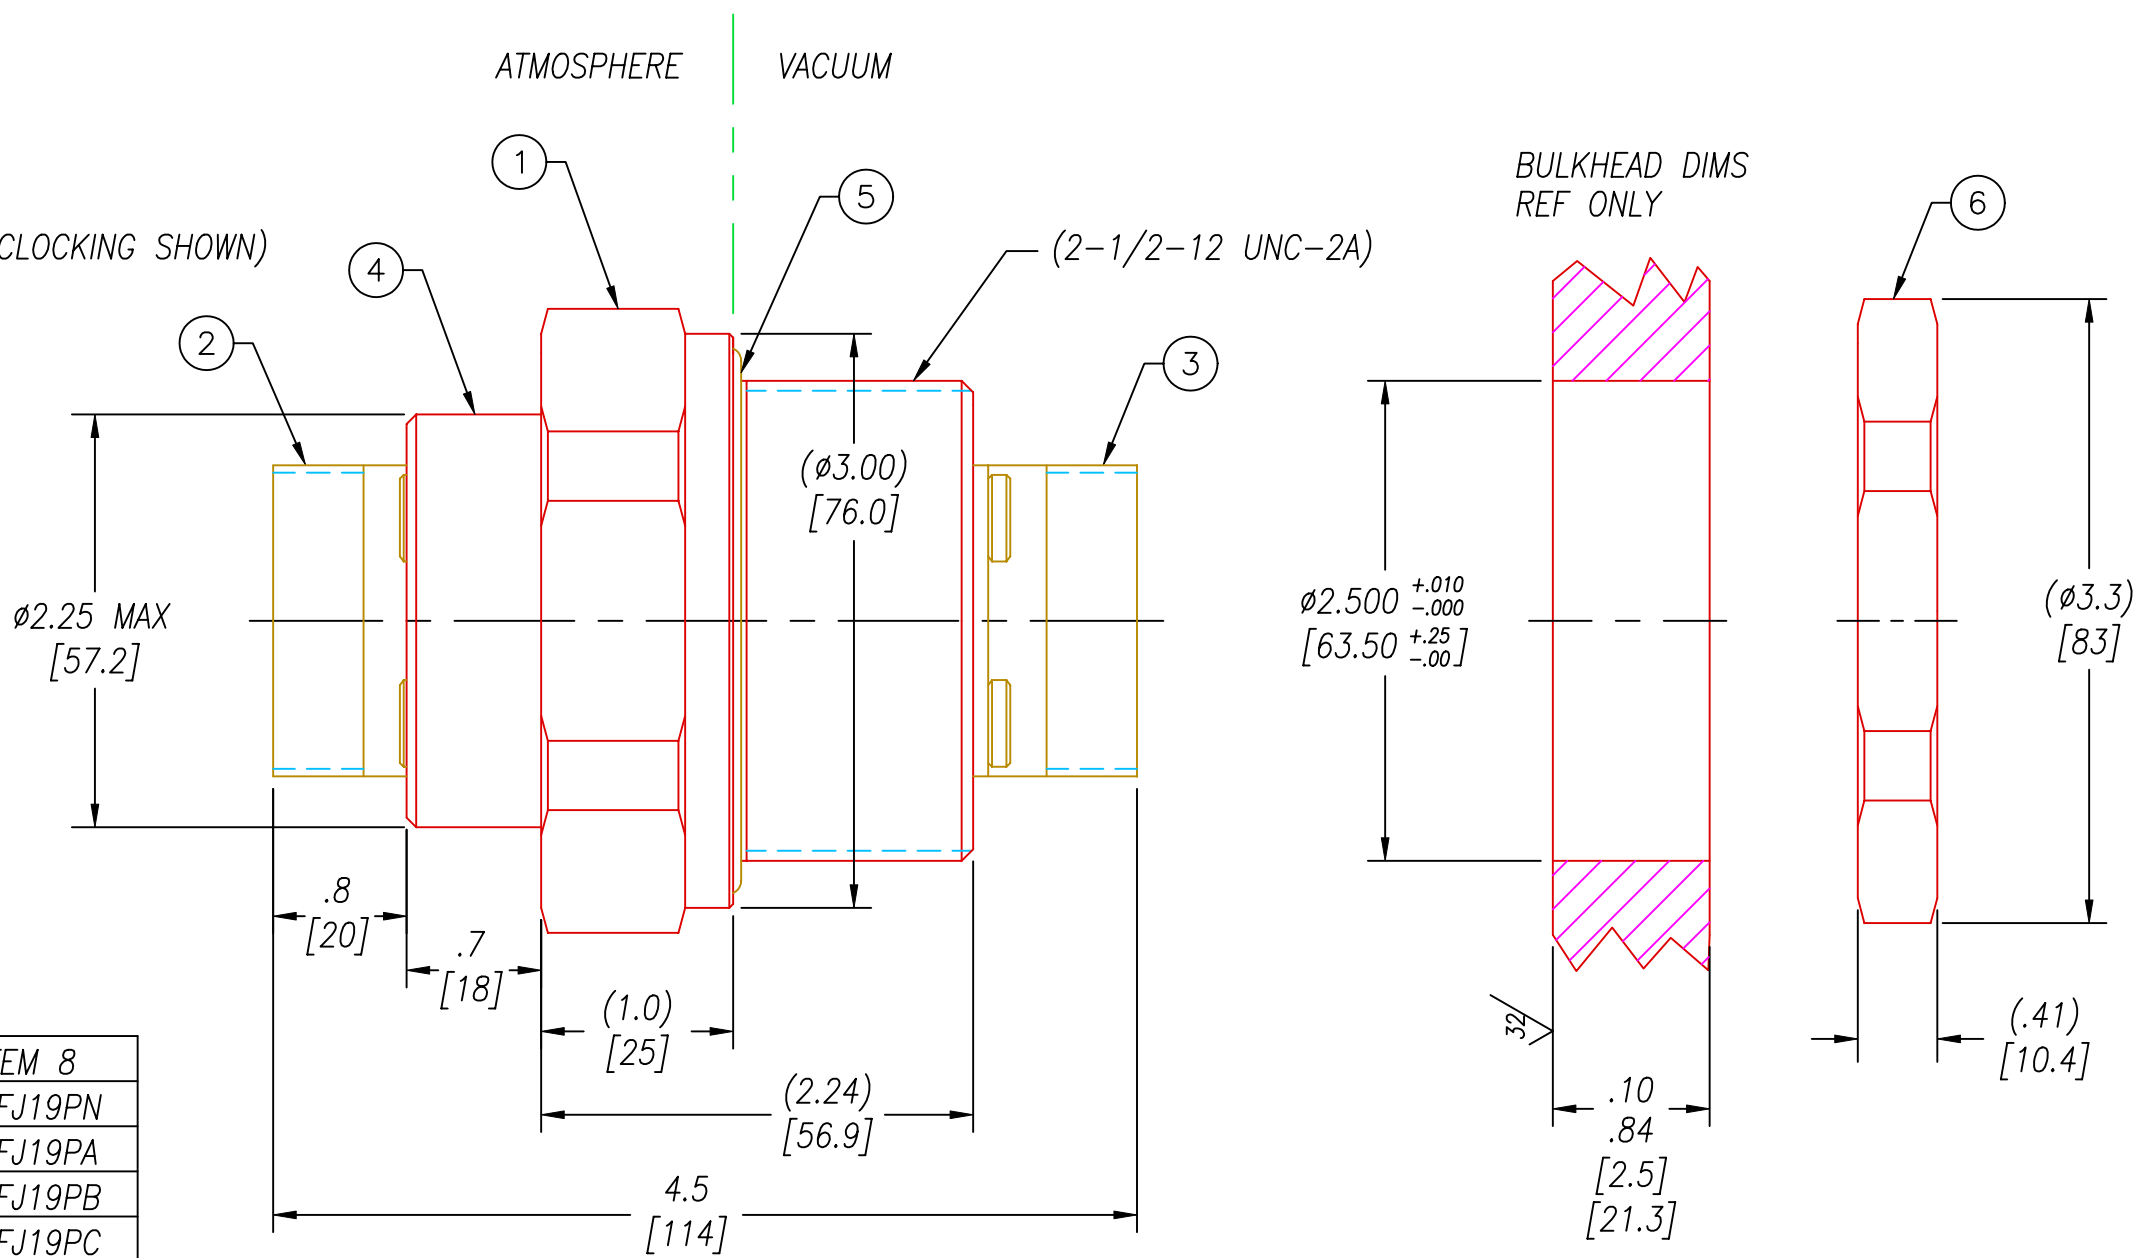 ATMOSPHERE
VACUUM
1
5
BULKHEAD DIMS
REF ONLY
6
CLOCKING SHOWN)
4
(2-1/2-12 UNC-2A)
2
3
(ø3.00)
[76.0]
ø2.25 MAX
[57.2]
ø2.500 +.010 -.000
[63.50 +.25 -.00]
(ø3.3)
[83]
.8
[20]
.7
[18]
(1.0)
[25]
(2.24)
[56.9]
4.5
[114]
32
.10
.84
[2.5]
[21.3]
(.41)
[10.4]
EM 8
FJ19PN
FJ19PA
FJ19PB
FJ19PC